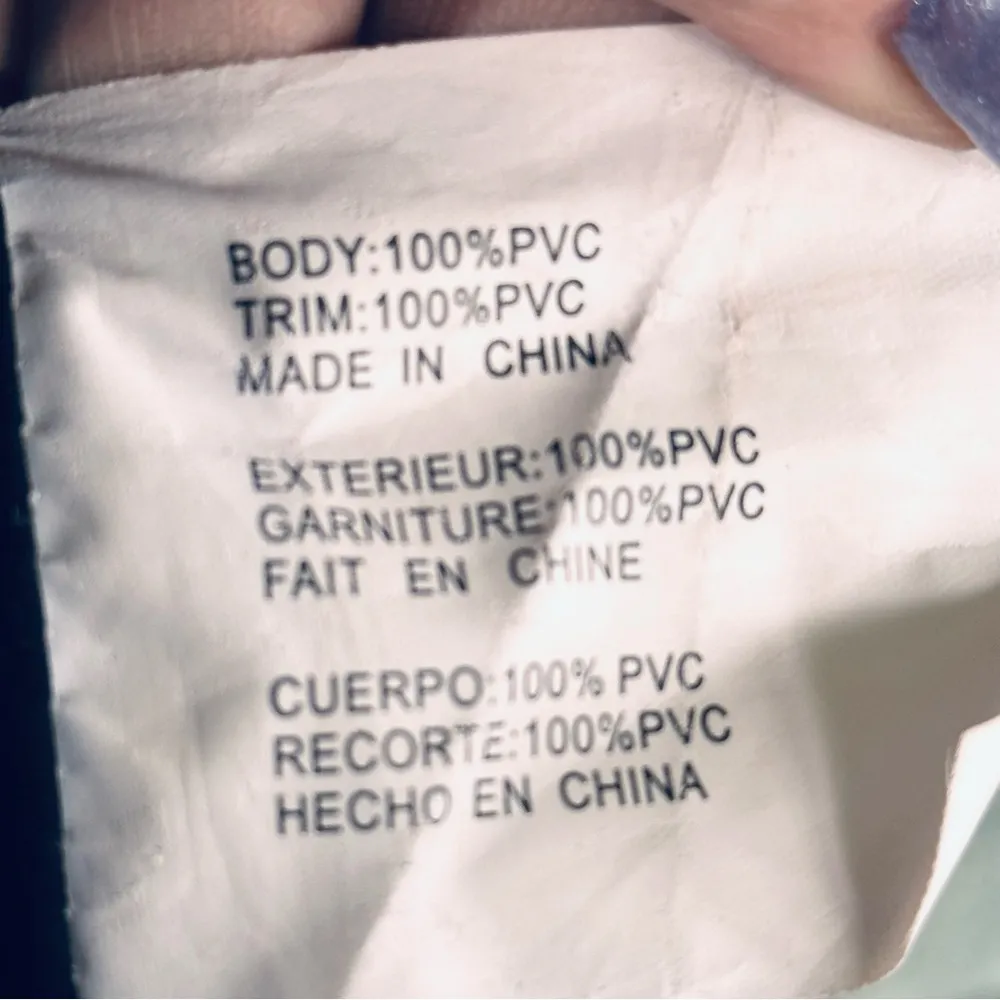 BODY:100%PVC
TRIM:100%PVC
MADE IN CHINA
EXTERIEUR:100%PVC
GARNITURE:100%PVC
FAIT EN CHINE
CUERPO:100% PVC
RECORTE:100%PVC
HECHO EN CHINA